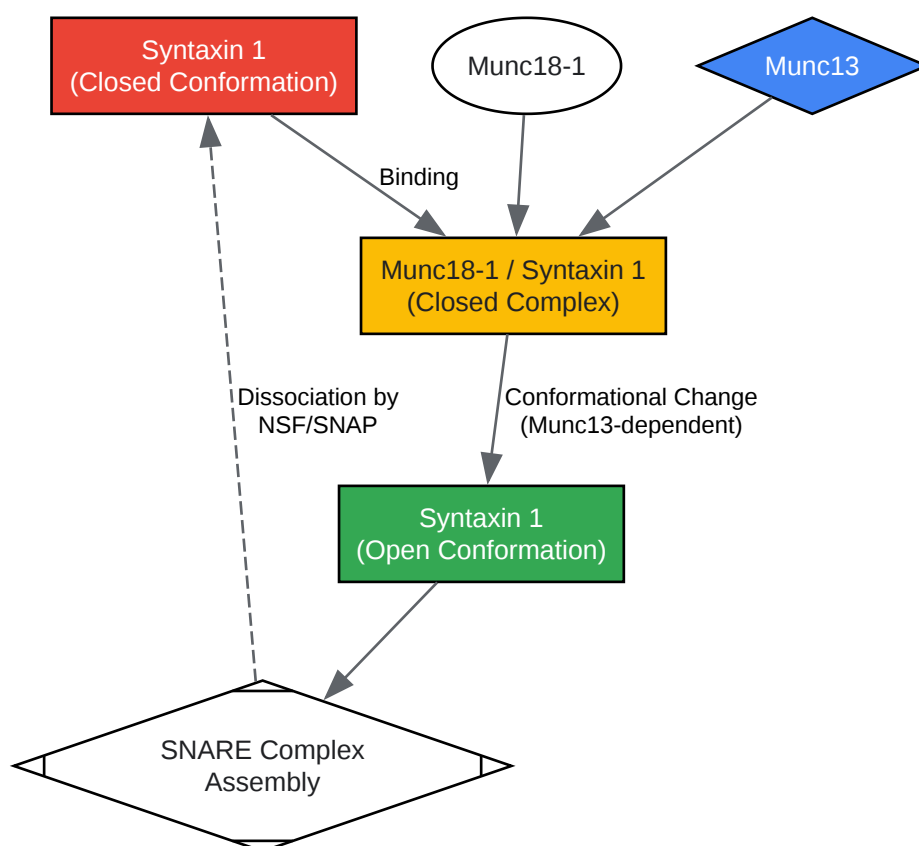 Syntaxin 1
(Closed Conformation)
Munc18-1
Munc13
Binding
Munc18-1 / Syntaxin 1
(Closed Complex)
Dissociation by
NSF/SNAP
Conformational Change
(Munc13-dependent)
Syntaxin 1
(Open Conformation)
SNARE Complex
Assembly